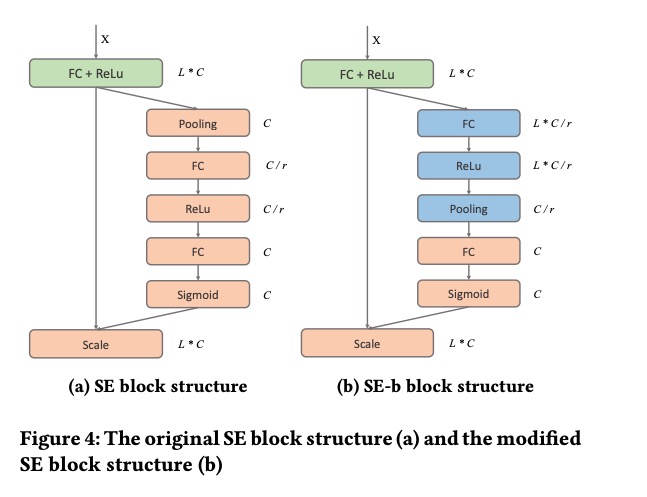 X
FC + ReLu L * C
Pooling C
FC C / r
ReLu C / r
FC C
Sigmoid C
Scale L * C
(a) SE block structure
X
FC + ReLu L * C
FC L * C / r
ReLu L * C / r
Pooling C / r
FC C
Sigmoid C
Scale L * C
(b) SE-b block structure
Figure 4: The original SE block structure (a) and the modified
SE block structure (b)